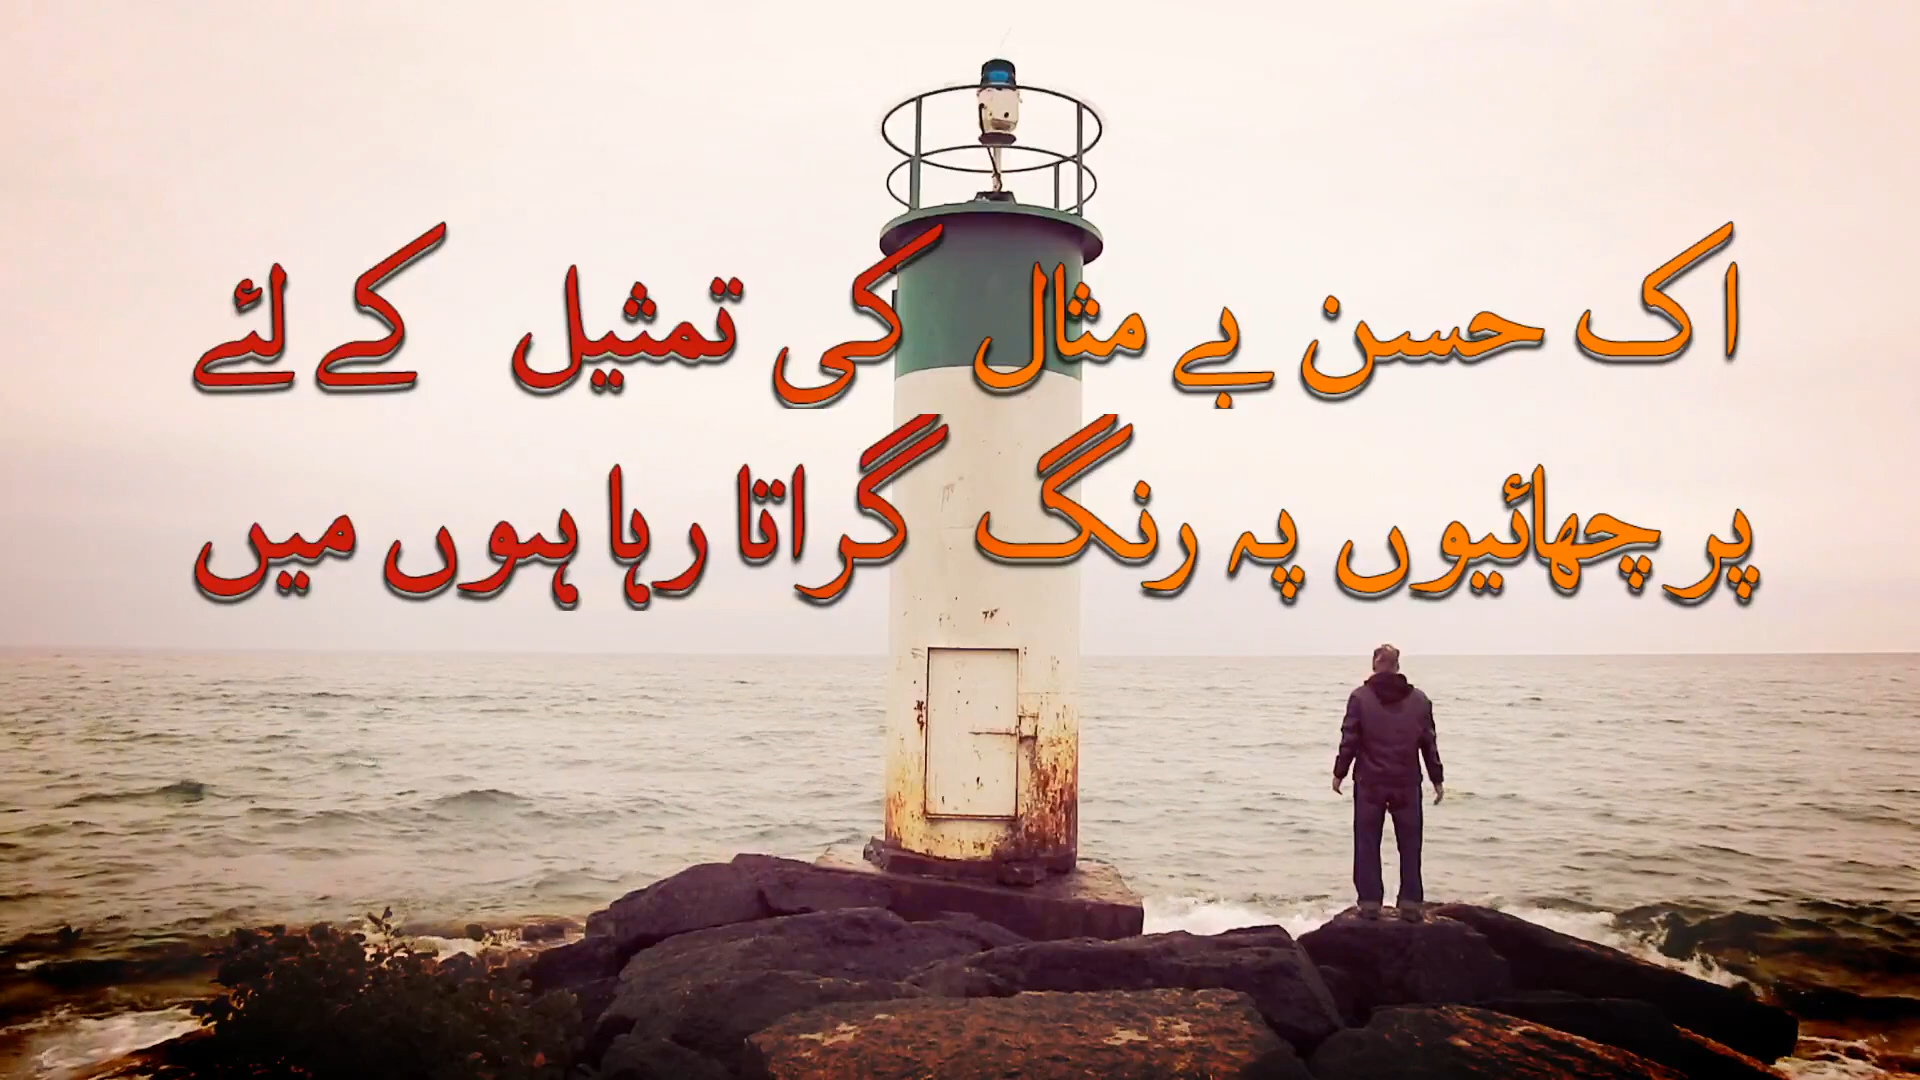 اک حسن بے مثال کی تمثیل کے لئے
پرچھائیوں پہ رنگ گراتا رہا ہوں میں